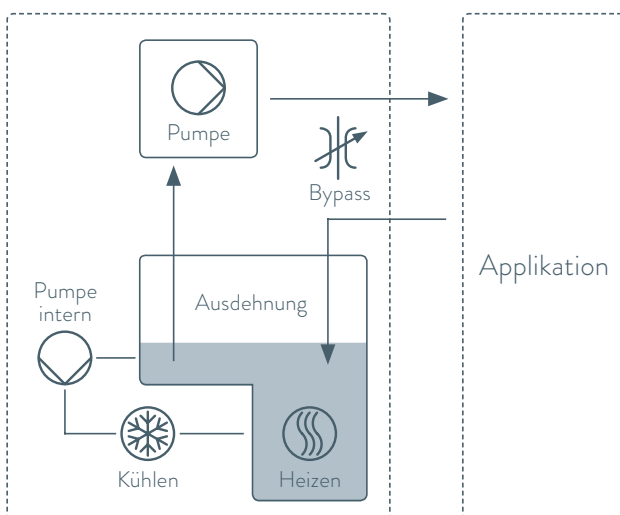 Pumpe
Bypass
Applikation
Pumpe
intern
Ausdehnung
Kühlen
Heizen